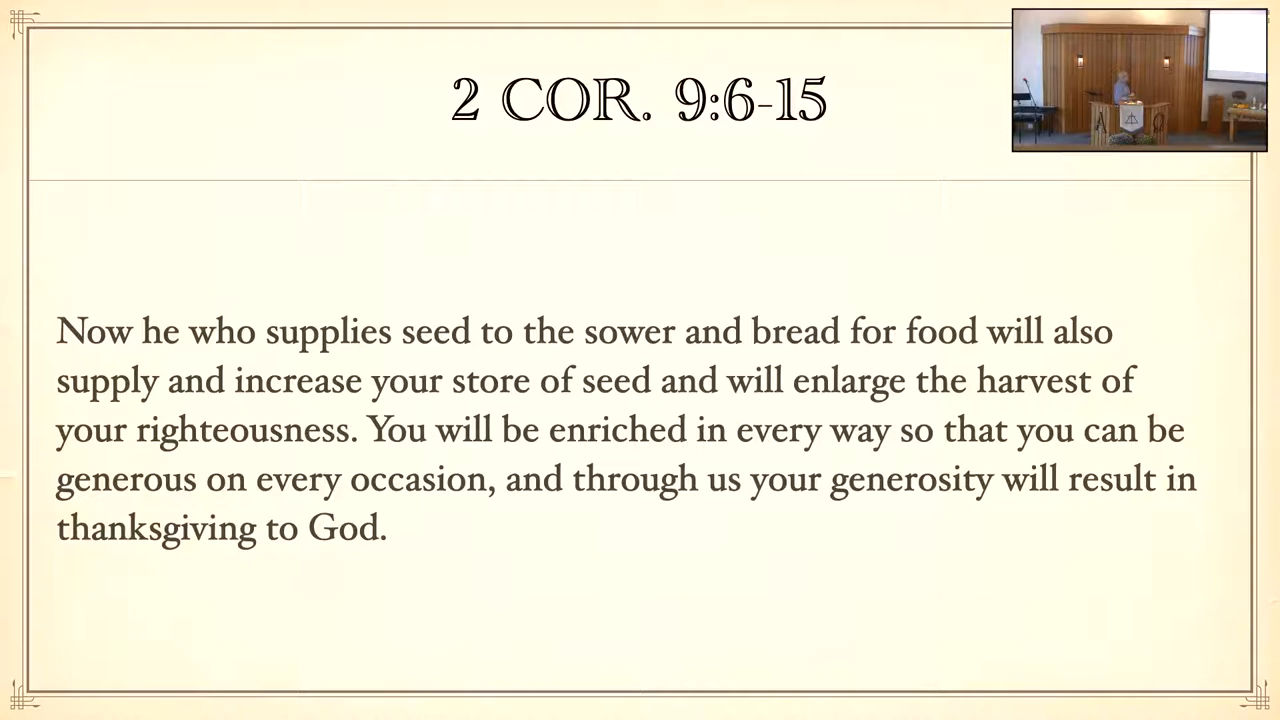 2 COR. 9:6-15
Now he who supplies seed to the sower and bread for food will also
supply and increase your store of seed and will enlarge the harvest of
your righteousness. You will be enriched in every way so that you can be
generous on every occasion, and through us your generosity will result in
thanksgiving to God.
Α Ω